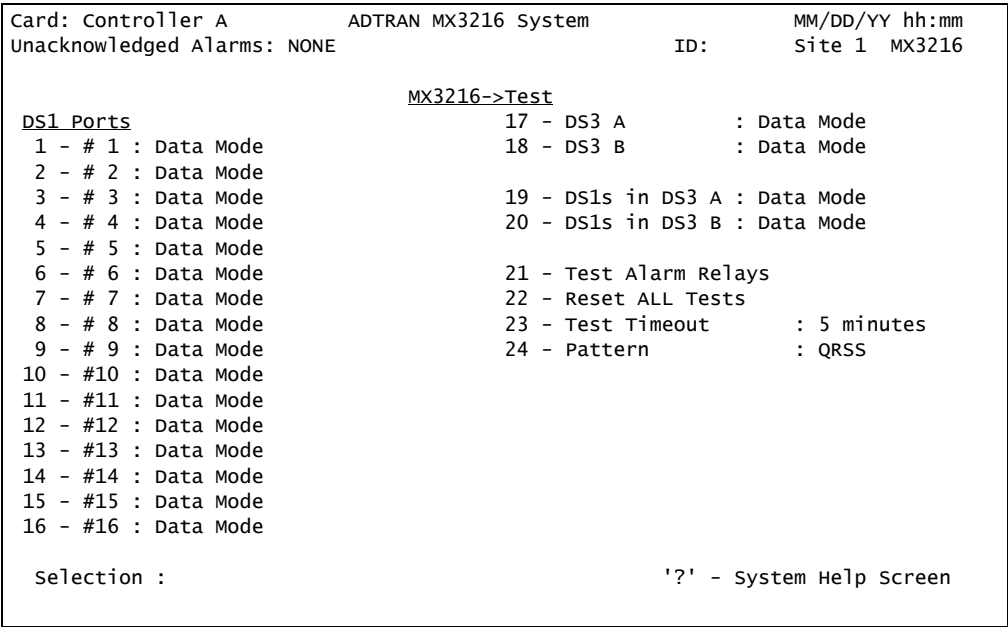 Card: Controller A ADTRAN MX3216 System MM/DD/YY hh:mm
Unacknowledged Alarms: NONE ID: Site 1 MX3216
MX3216->Test
DS1 Ports 17 - DS3 A : Data Mode
1 - # 1 : Data Mode 18 - DS3 B : Data Mode
2 - # 2 : Data Mode
3 - # 3 : Data Mode 19 - DS1s in DS3 A : Data Mode
4 - # 4 : Data Mode 20 - DS1s in DS3 B : Data Mode
5 - # 5 : Data Mode
6 - # 6 : Data Mode 21 - Test Alarm Relays
7 - # 7 : Data Mode 22 - Reset ALL Tests
8 - # 8 : Data Mode 23 - Test Timeout : 5 minutes
9 - # 9 : Data Mode 24 - Pattern : QRSS
10 - #10 : Data Mode
11 - #11 : Data Mode
12 - #12 : Data Mode
13 - #13 : Data Mode
14 - #14 : Data Mode
15 - #15 : Data Mode
16 - #16 : Data Mode
Selection : '?' - System Help Screen